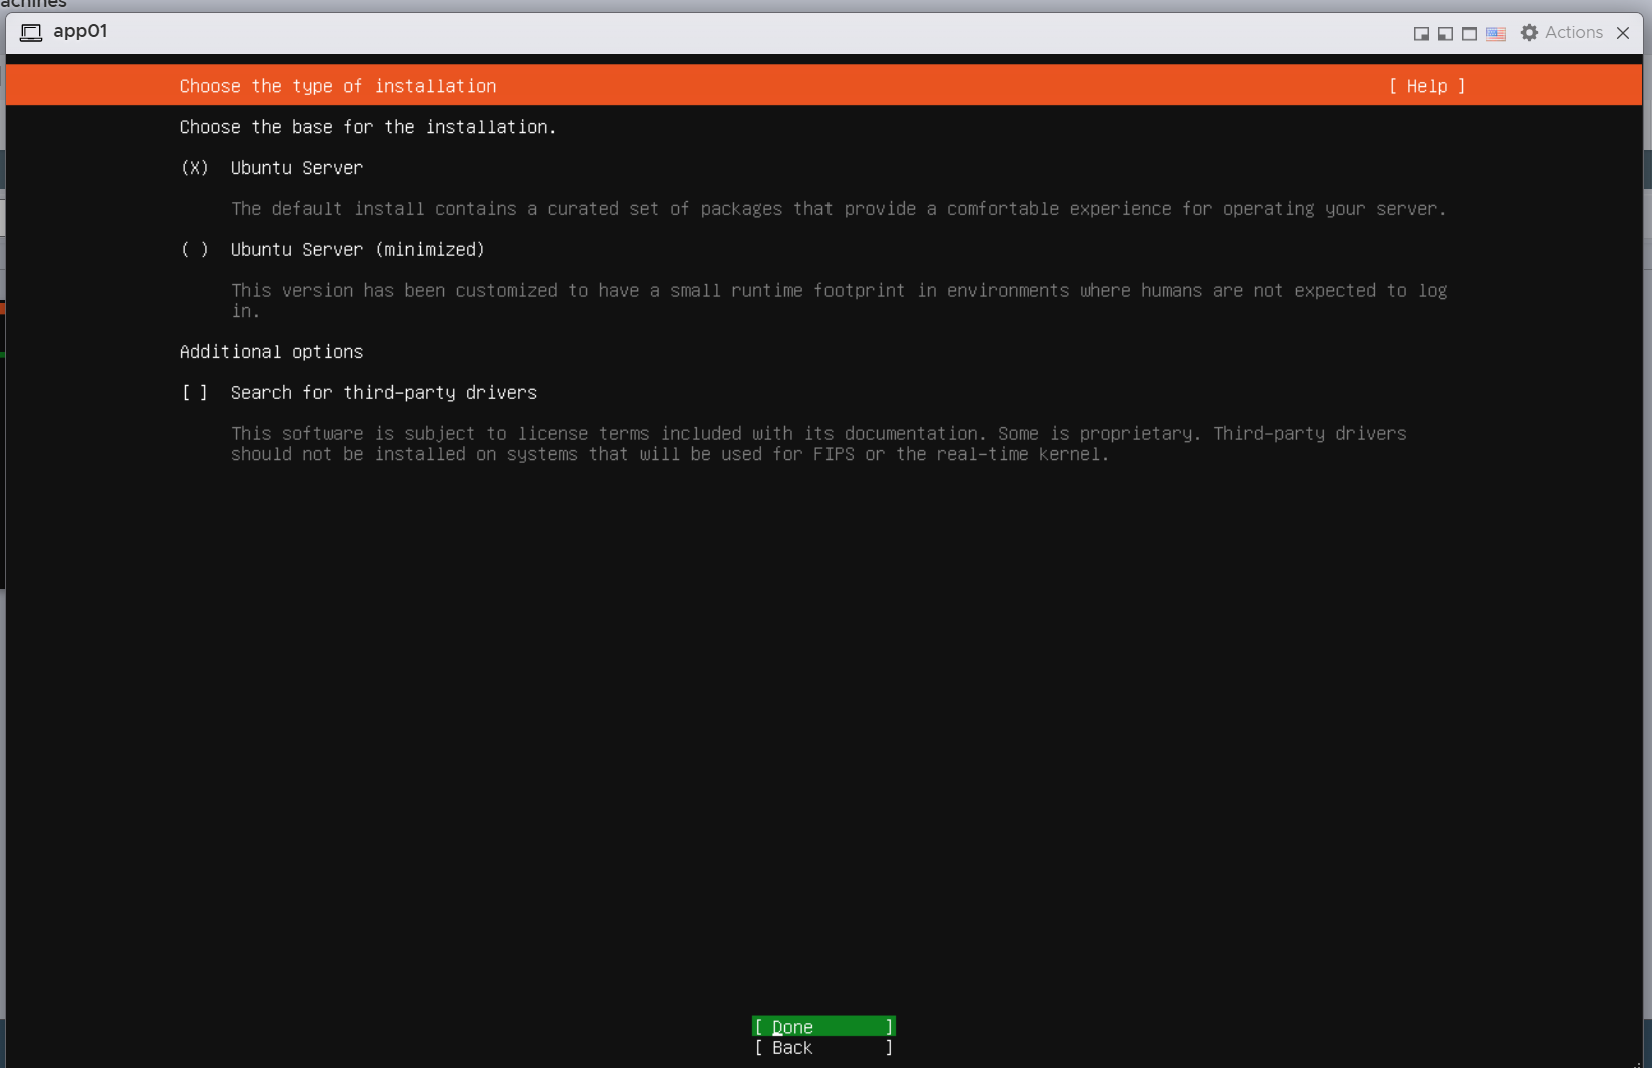 achines
app01
Actions
Choose the type of installation [ Help ]
Choose the base for the installation.
(X) Ubuntu Server
The default install contains a curated set of packages that provide a comfortable experience for operating your server.
( ) Ubuntu Server (minimized)
This version has been customized to have a small runtime footprint in environments where humans are not expected to log
in.
Additional options
[ ] Search for third-party drivers
This software is subject to license terms included with its documentation. Some is proprietary. Third-party drivers
should not be installed on systems that will be used for FIPS or the real-time kernel.
[ Done ]
[ Back ]